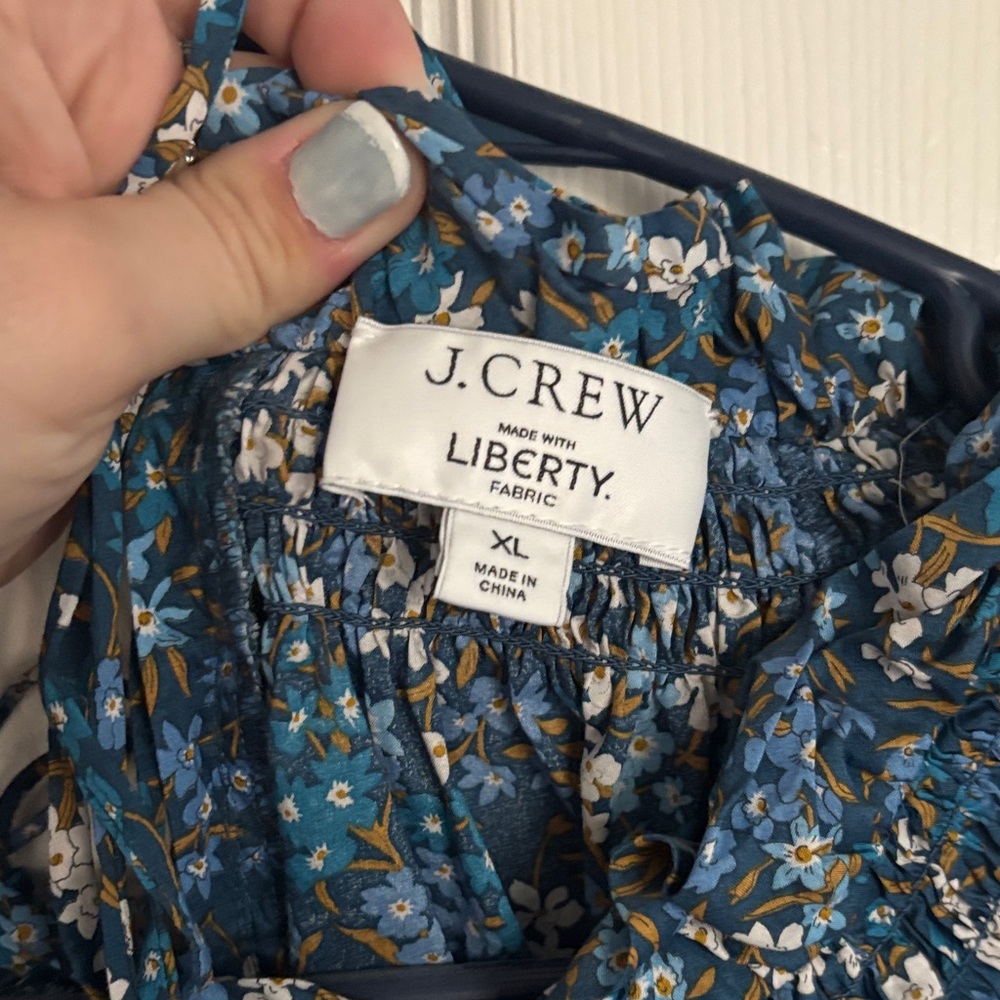 J.CREW
MADE WITH
LIBERTY.
FABRIC
XL
MADE IN
CHINA